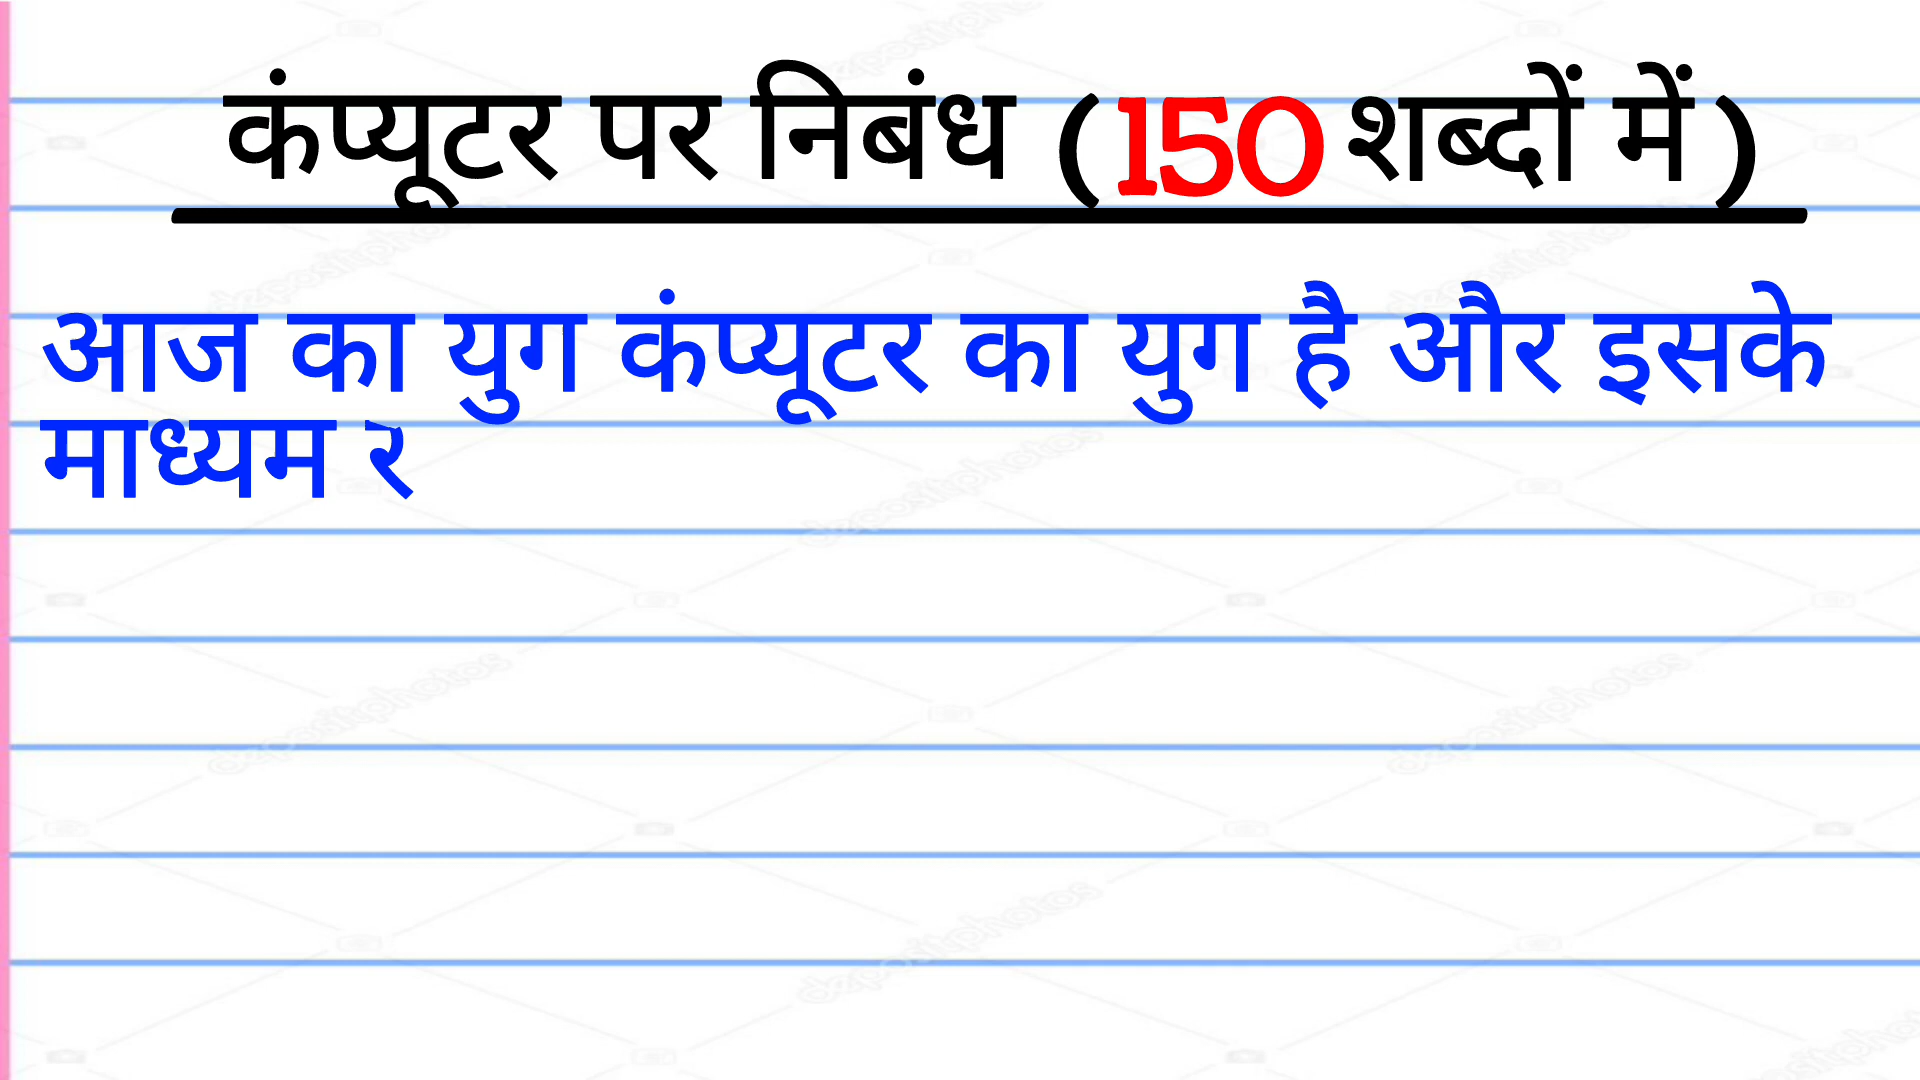 कंप्यूटर पर निबंध (150 शब्दों में)
आज का युग कंप्यूटर का युग है और इसके
माध्यम